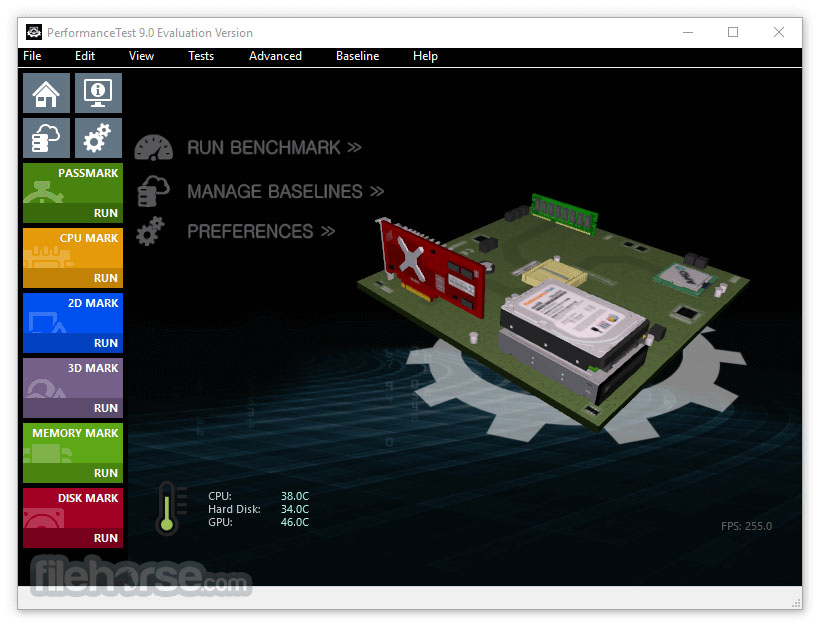 PerformanceTest 9.0 Evaluation Version
File Edit View Tests Advanced Baseline Help
PASSMARK
RUN
CPU MARK
RUN
2D MARK
RUN
3D MARK
RUN
MEMORY MARK
RUN
DISK MARK
RUN
RUN BENCHMARK »
MANAGE BASELINES »
PREFERENCES »
CPU: 38.0C
Hard Disk: 34.0C
GPU: 46.0C
FPS: 255.0
filehorse.com